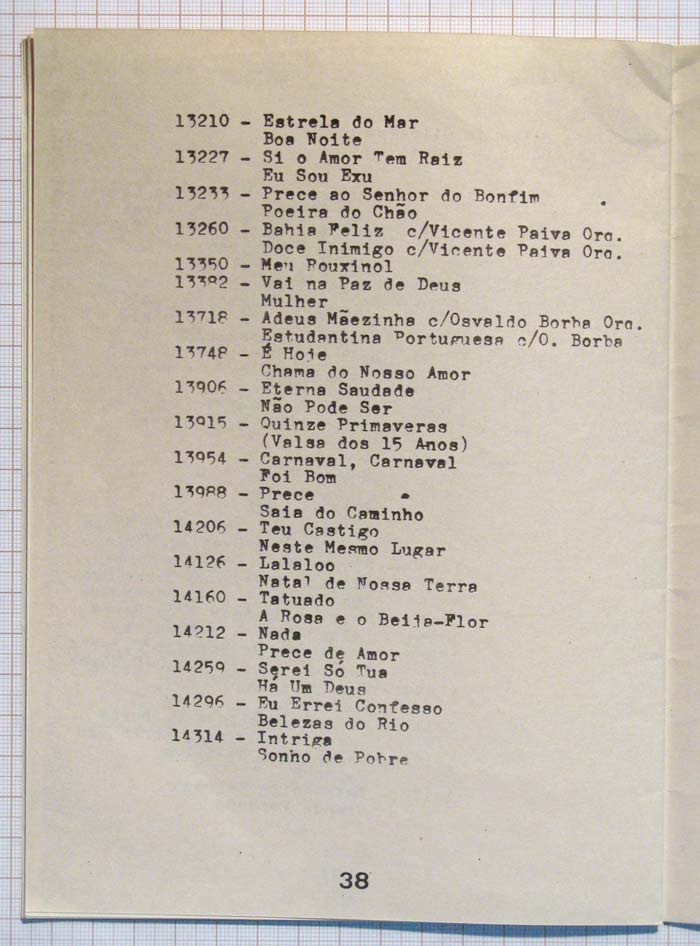 13210 - Estrela do Mar
Boa Noite
13227 - Si o Amor Tem Raiz
Eu Sou Exu
13233 - Prece ao Senhor do Bonfim
Poeira do Chão
13260 - Bahia Feliz c/Vicente Paiva Orq.
Doce Inimigo c/Vicente Paiva Orq.
13350 - Meu Rouxinol
13392 - Vai na Paz de Deus
Mulher
13718 - Adeus Mãezinha c/Osvaldo Borba Orq.
Estudantina Portuguesa c/O. Borba
13748 - É Hoje
Chama do Nosso Amor
13906 - Eterna Saudade
Não Pode Ser
13915 - Quinze Primaveras
(Valsa dos 15 Anos)
13954 - Carnaval, Carnaval
Foi Bom
13988 - Prece
Saia do Caminho
14206 - Teu Castigo
Neste Mesmo Lugar
14126 - Lalaloo
Natal de Nossa Terra
14160 - Tatuado
A Rosa e o Beija-Flor
14212 - Nada
Prece de Amor
14259 - Serei Só Tua
Há Um Deus
14296 - Eu Errei Confesso
Belezas do Rio
14314 - Intriga
Sonho de Pobre
38